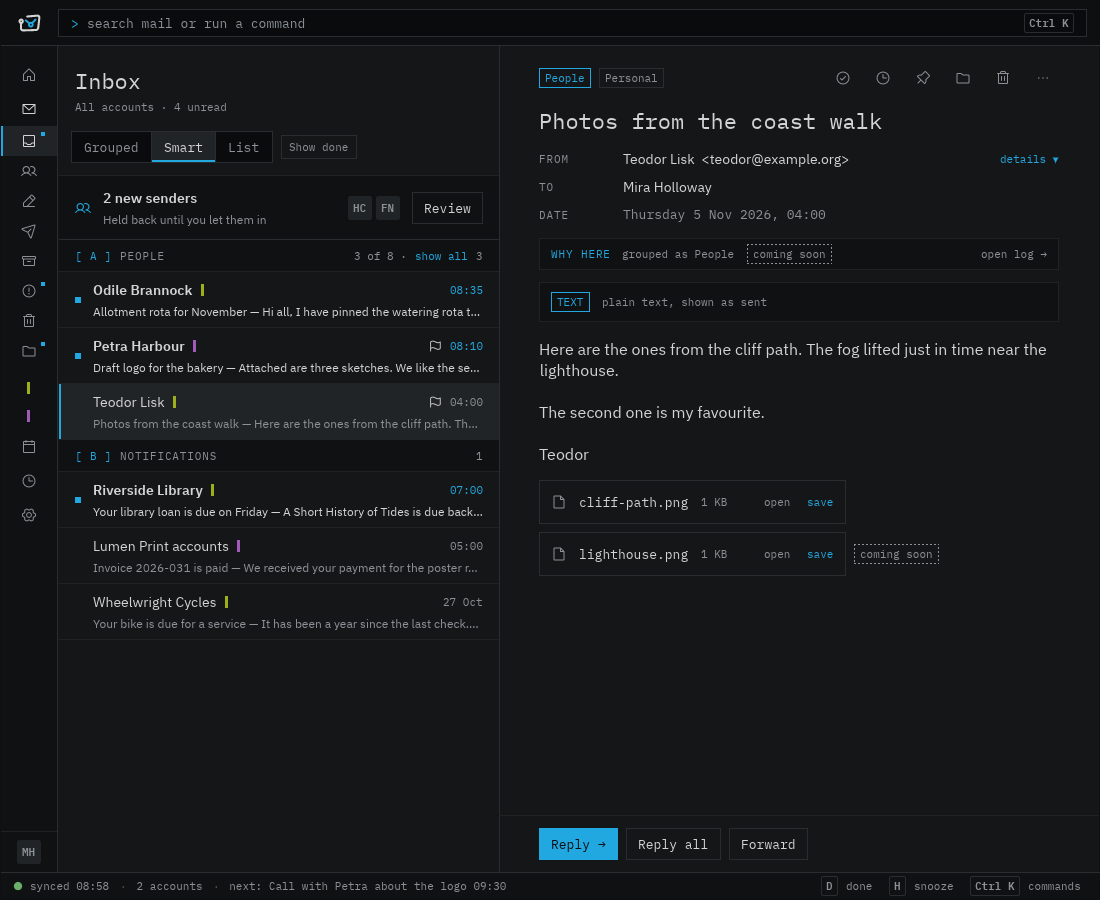 > search mail or run a command Ctrl K
Inbox
All accounts · 4 unread
Grouped Smart List Show done
2 new senders
Held back until you let them in
HC FN Review
[ A ] PEOPLE 3 of 8 · show all 3
Odile Brannock 08:35
Allotment rota for November — Hi all, I have pinned the watering rota t…
Petra Harbour 08:10
Draft logo for the bakery — Attached are three sketches. We like the se…
Teodor Lisk 04:00
Photos from the coast walk — Here are the ones from the cliff path. Th…
[ B ] NOTIFICATIONS 1
Riverside Library 07:00
Your library loan is due on Friday — A Short History of Tides is due back…
Lumen Print accounts 05:00
Invoice 2026-031 is paid — We received your payment for the poster r…
Wheelwright Cycles 27 Oct
Your bike is due for a service — It has been a year since the last check.…
MH
People Personal
Photos from the coast walk
FROM Teodor Lisk <teodor@example.org> details ▾
TO Mira Holloway
DATE Thursday 5 Nov 2026, 04:00
WHY HERE grouped as People coming soon open log →
TEXT plain text, shown as sent
Here are the ones from the cliff path. The fog lifted just in time near the
lighthouse.
The second one is my favourite.
Teodor
cliff-path.png 1 KB open save
lighthouse.png 1 KB open save coming soon
Reply → Reply all Forward
synced 08:58 · 2 accounts · next: Call with Petra about the logo 09:30 D done H snooze Ctrl K commands